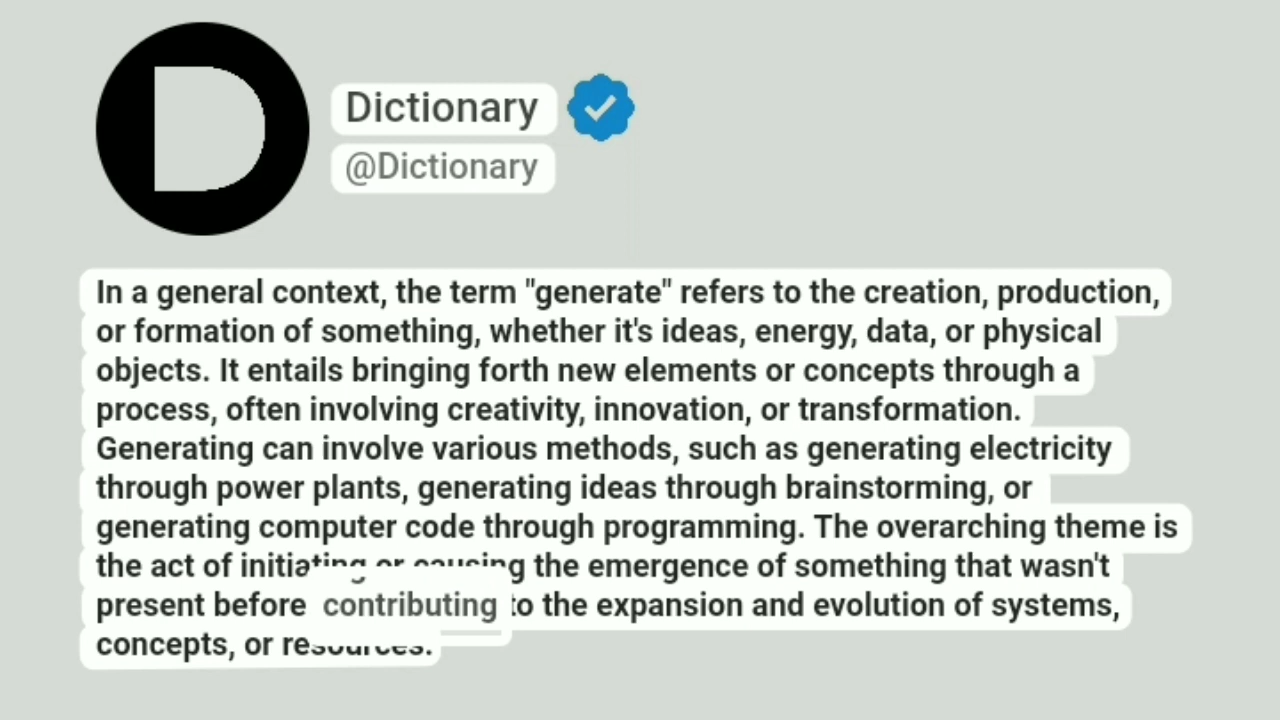 D
Dictionary
@Dictionary
In a general context, the term "generate" refers to the creation, production,
or formation of something, whether it's ideas, energy, data, or physical
objects. It entails bringing forth new elements or concepts through a
process, often involving creativity, innovation, or transformation.
Generating can involve various methods, such as generating electricity
through power plants, generating ideas through brainstorming, or
generating computer code through programming. The overarching theme is
the act of initiating or causing the emergence of something that wasn't
present before contributing to the expansion and evolution of systems,
concepts, or resources.